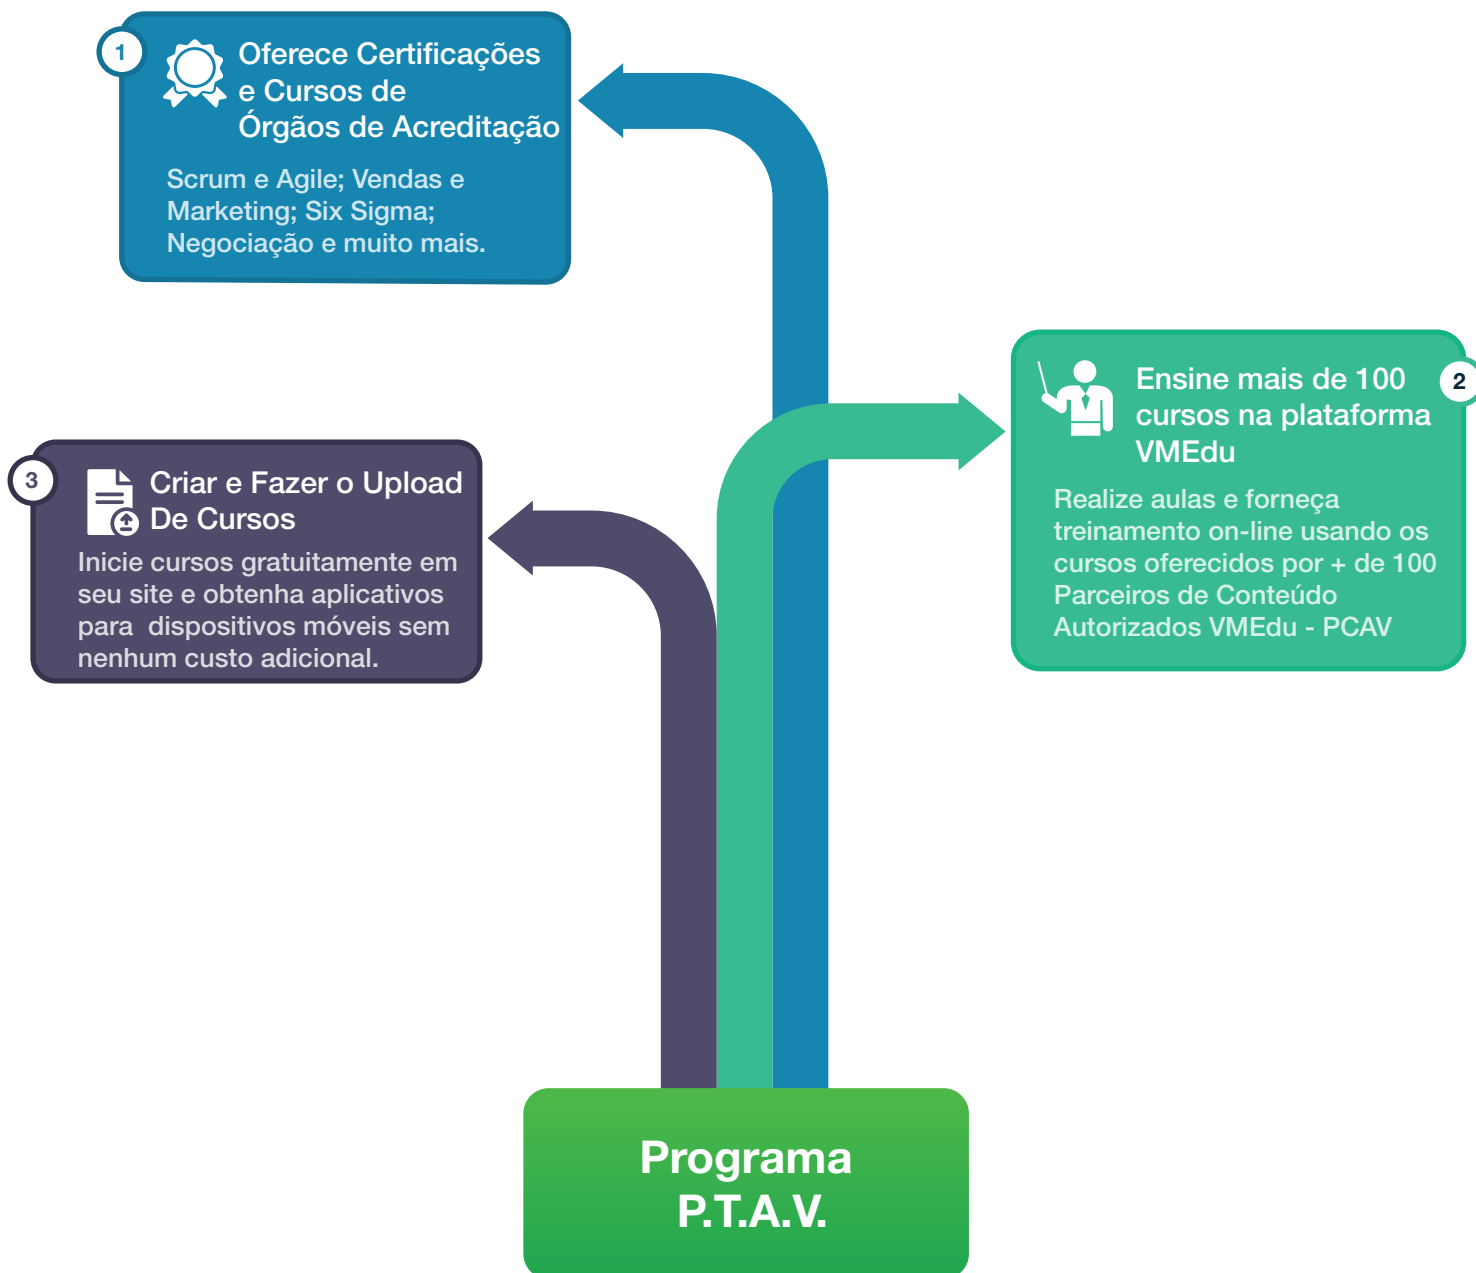 1
Oferece Certificações
e Cursos de
Órgãos de Acreditação
Scrum e Agile; Vendas e
Marketing; Six Sigma;
Negociação e muito mais.
2
Ensine mais de 100
cursos na plataforma
VMEdu
Realize aulas e forneça
treinamento on-line usando os
cursos oferecidos por + de 100
Parceiros de Conteúdo
Autorizados VMEdu - PCAV
3
Criar e Fazer o Upload
De Cursos
Inicie cursos gratuitamente em
seu site e obtenha aplicativos
para  dispositivos móveis sem
nenhum custo adicional.
Programa
P.T.A.V.